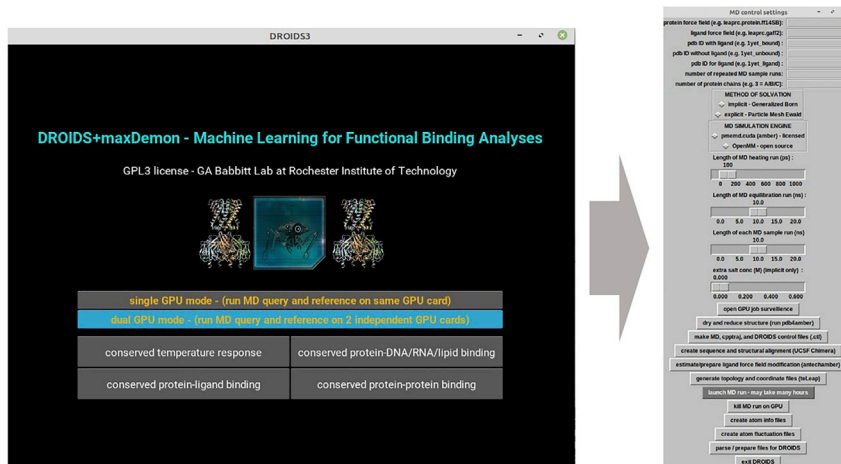 DROIDS3
DROIDS+maxDemon - Machine Learning for Functional Binding Analyses
GPL3 license - GA Babbitt Lab at Rochester Institute of Technology
single GPU mode - (run MD query and reference on same GPU card)
dual GPU mode - (run MD query and reference on 2 independent GPU cards)
conserved temperature response
conserved protein-DNA/RNA/lipid binding
conserved protein-ligand binding
conserved protein-protein binding
MD control settings
protein force field (e.g. leaprc.protein.ff14SB):
ligand force field (e.g. leaprc.gaff2):
pdb ID with ligand (e.g. 1yet_bound) :
pdb ID without ligand (e.g. 1yet_unbound) :
pdb ID for ligand (e.g. 1yet_ligand) :
number of repeated MD sample runs:
number of protein chains (e.g. 3 = A/B/C):
METHOD OF SOLVATION
implicit - Generalized Born
explicit - Particle Mesh Ewald
MD SIMULATION ENGINE
pmemd.cuda (amber) - licensed
OpenMM - open source
Length of MD heating run (ps) :
100
0 200 400 600 800 1000
Length of MD equilibration run (ns) :
10.0
0.0 5.0 10.0 15.0 20.0
Length of each MD sample run (ns)
10.0
0.0 5.0 10.0 15.0 20.0
extra salt conc (M) (implicit only) :
0.000
0.000 0.200 0.400 0.600
open GPU job survellience
dry and reduce structure (run pdb4amber)
make MD, cpptraj, and DROIDS control files (.ctl)
create sequence and structural alignment (UCSF Chimera)
estimate/prepare ligand force field modification (antechamber)
generate topology and coordinate files (teLeap)
launch MD run - may take many hours
kill MD run on GPU
create atom info files
create atom fluctuation files
parse / prepare files for DROIDS
exit DROIDS